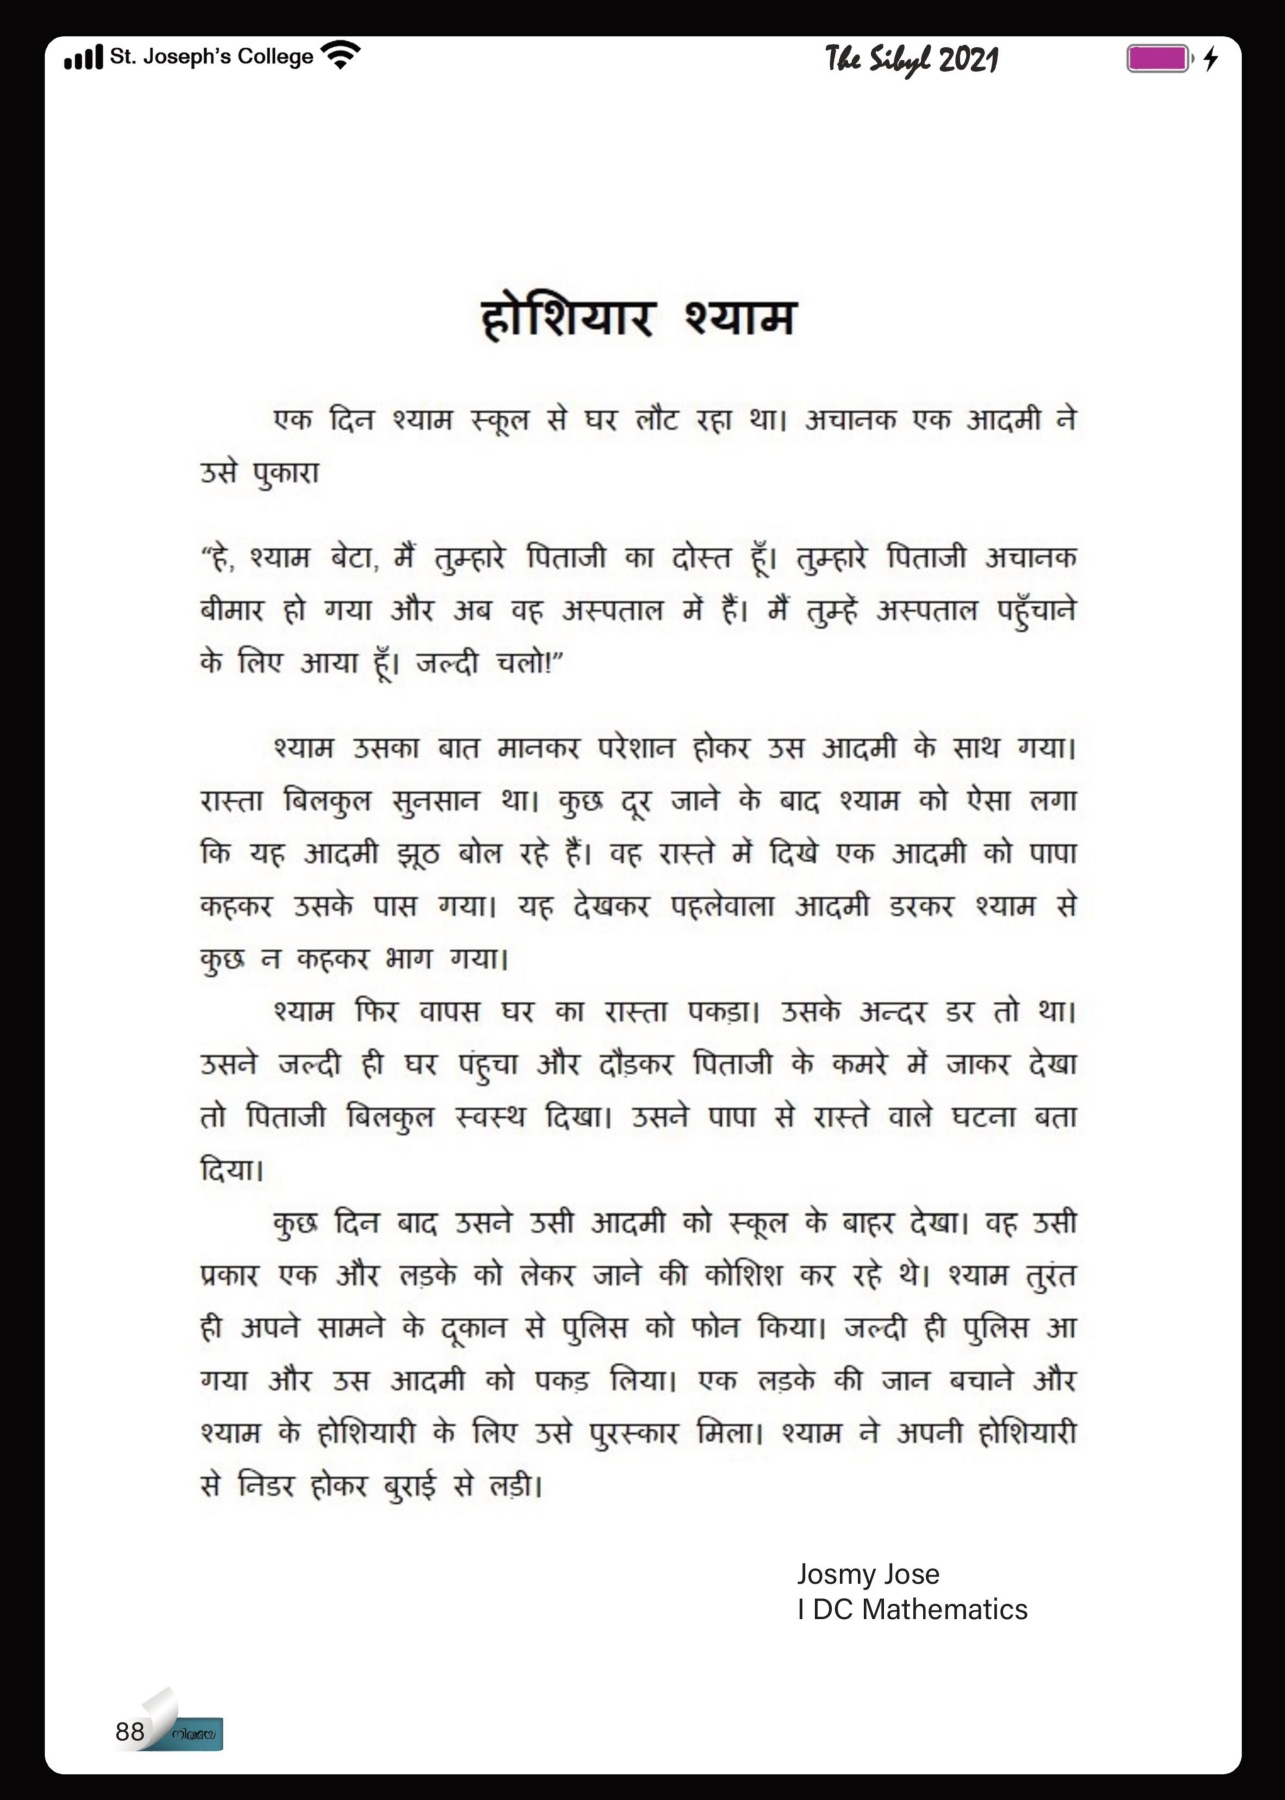 St. Joseph's College
The Sibyl 2021
होशियार श्याम
एक दिन श्याम स्कूल से घर लौट रहा था। अचानक एक आदमी ने
उसे पुकारा
“हे, श्याम बेटा, मैं तुम्हारे पिताजी का दोस्त हूँ। तुम्हारे पिताजी अचानक
बीमार हो गया और अब वह अस्पताल में हैं। मैं तुम्हें अस्पताल पहुँचाने
के लिए आया हूँ। जल्दी चलो!”
श्याम उसका बात मानकर परेशान होकर उस आदमी के साथ गया।
रास्ता बिलकुल सुनसान था। कुछ दूर जाने के बाद श्याम को ऐसा लगा
कि यह आदमी झूठ बोल रहे हैं। वह रास्ते में दिखे एक आदमी को पापा
कहकर उसके पास गया। यह देखकर पहलेवाला आदमी डरकर श्याम से
कुछ न कहकर भाग गया।
श्याम फिर वापस घर का रास्ता पकड़ा। उसके अन्दर डर तो था।
उसने जल्दी ही घर पंहुचा और दौड़कर पिताजी के कमरे में जाकर देखा
तो पिताजी बिलकुल स्वस्थ दिखा। उसने पापा से रास्ते वाले घटना बता
दिया।
कुछ दिन बाद उसने उसी आदमी को स्कूल के बाहर देखा। वह उसी
प्रकार एक और लड़के को लेकर जाने की कोशिश कर रहे थे। श्याम तुरंत
ही अपने सामने के दूकान से पुलिस को फोन किया। जल्दी ही पुलिस आ
गया और उस आदमी को पकड़ लिया। एक लड़के की जान बचाने और
श्याम के होशियारी के लिए उसे पुरस्कार मिला। श्याम ने अपनी होशियारी
से निडर होकर बुराई से लड़ी।
Josmy Jose
I DC Mathematics
88